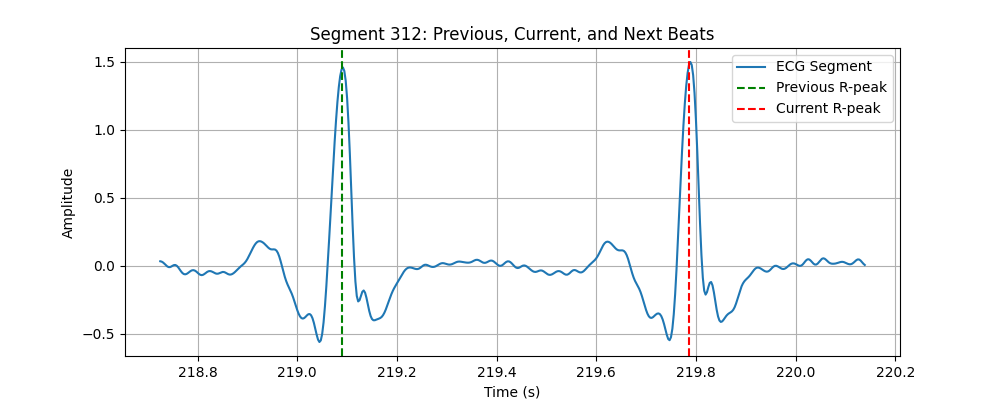 Segment 312: Previous, Current, and Next Beats
1.5
1.0
0.5
0.0
−0.5
Amplitude
ECG Segment
Previous R-peak
Current R-peak
218.8 219.0 219.2 219.4 219.6 219.8 220.0 220.2
Time (s)